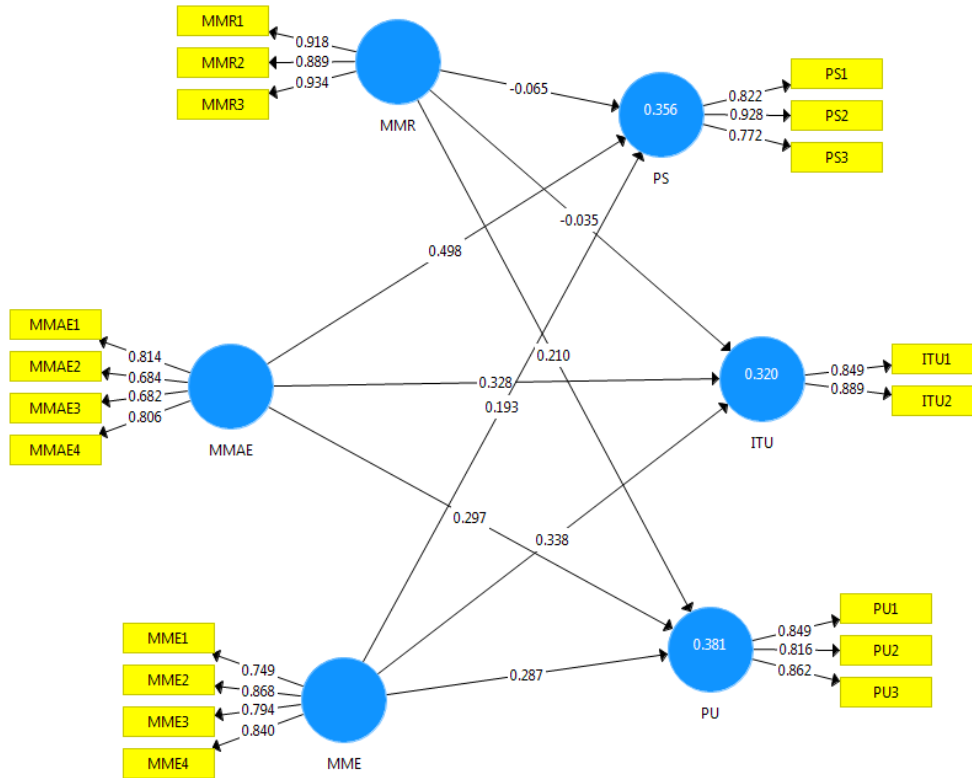 MMR1
0.918
MMR2
0.889
MMR3
0.934
MMR
-0.065
0.356
PS
0.822
PS1
0.928
PS2
0.772
PS3
-0.035
0.498
0.210
MMAE1
0.814
MMAE2
0.684
MMAE3
0.682
MMAE4
0.806
MMAE
0.328
0.193
0.320
ITU
0.849
ITU1
0.889
ITU2
0.297
0.338
MME1
0.749
MME2
0.868
MME3
0.794
MME4
0.840
MME
0.287
0.381
PU
0.849
PU1
0.816
PU2
0.862
PU3